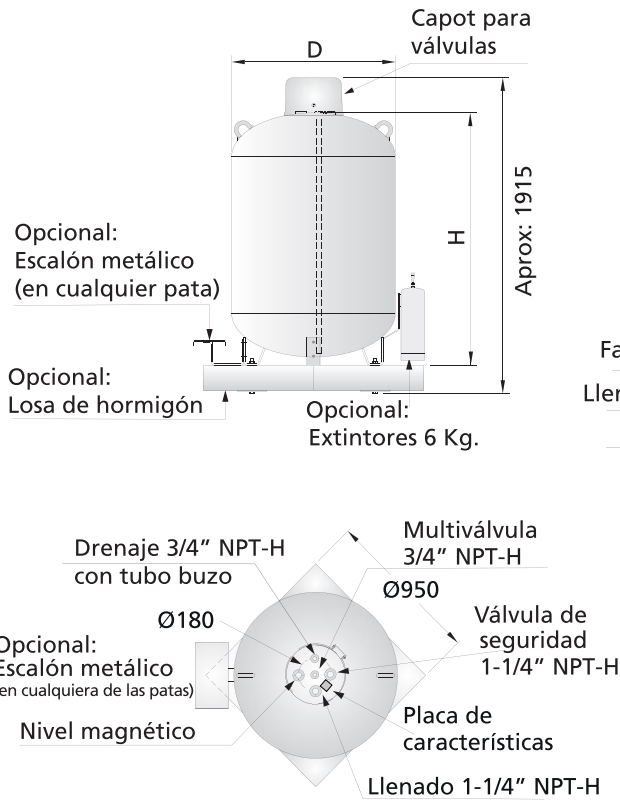 Capot para
válvulas
D
H
Aprox: 1915
Opcional:
Escalón metálico
(en cualquier pata)
Opcional:
Losa de hormigón
Opcional:
Extintores 6 Kg.
Fa
Llen
Drenaje 3/4” NPT-H
con tubo buzo
Multiválvula
3/4” NPT-H
Ø950
Ø180
Válvula de
seguridad
1-1/4” NPT-H
Opcional:
Escalón metálico
en cualquiera de las patas)
Nivel magnético
Placa de
características
Llenado 1-1/4” NPT-H